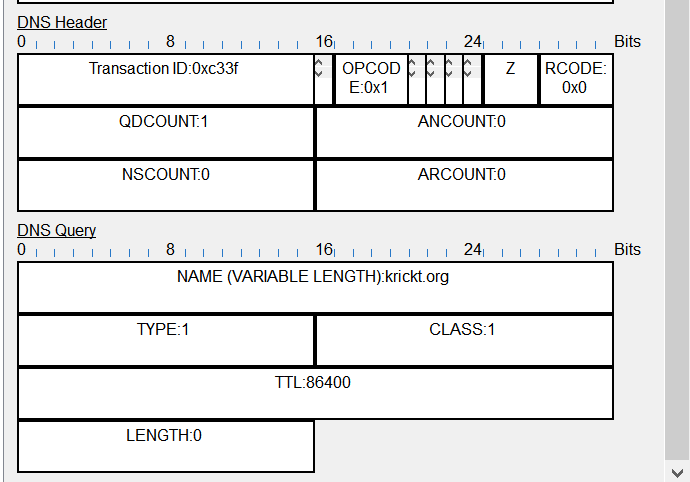 DNS Header
0 8 16 24 Bits
Transaction ID:0xc33f OPCOD Z RCODE:
E:0x1 0x0
QDCOUNT:1 ANCOUNT:0
NSCOUNT:0 ARCOUNT:0
DNS Query
0 8 16 24 Bits
NAME (VARIABLE LENGTH):krickt.org
TYPE:1 CLASS:1
TTL:86400
LENGTH:0